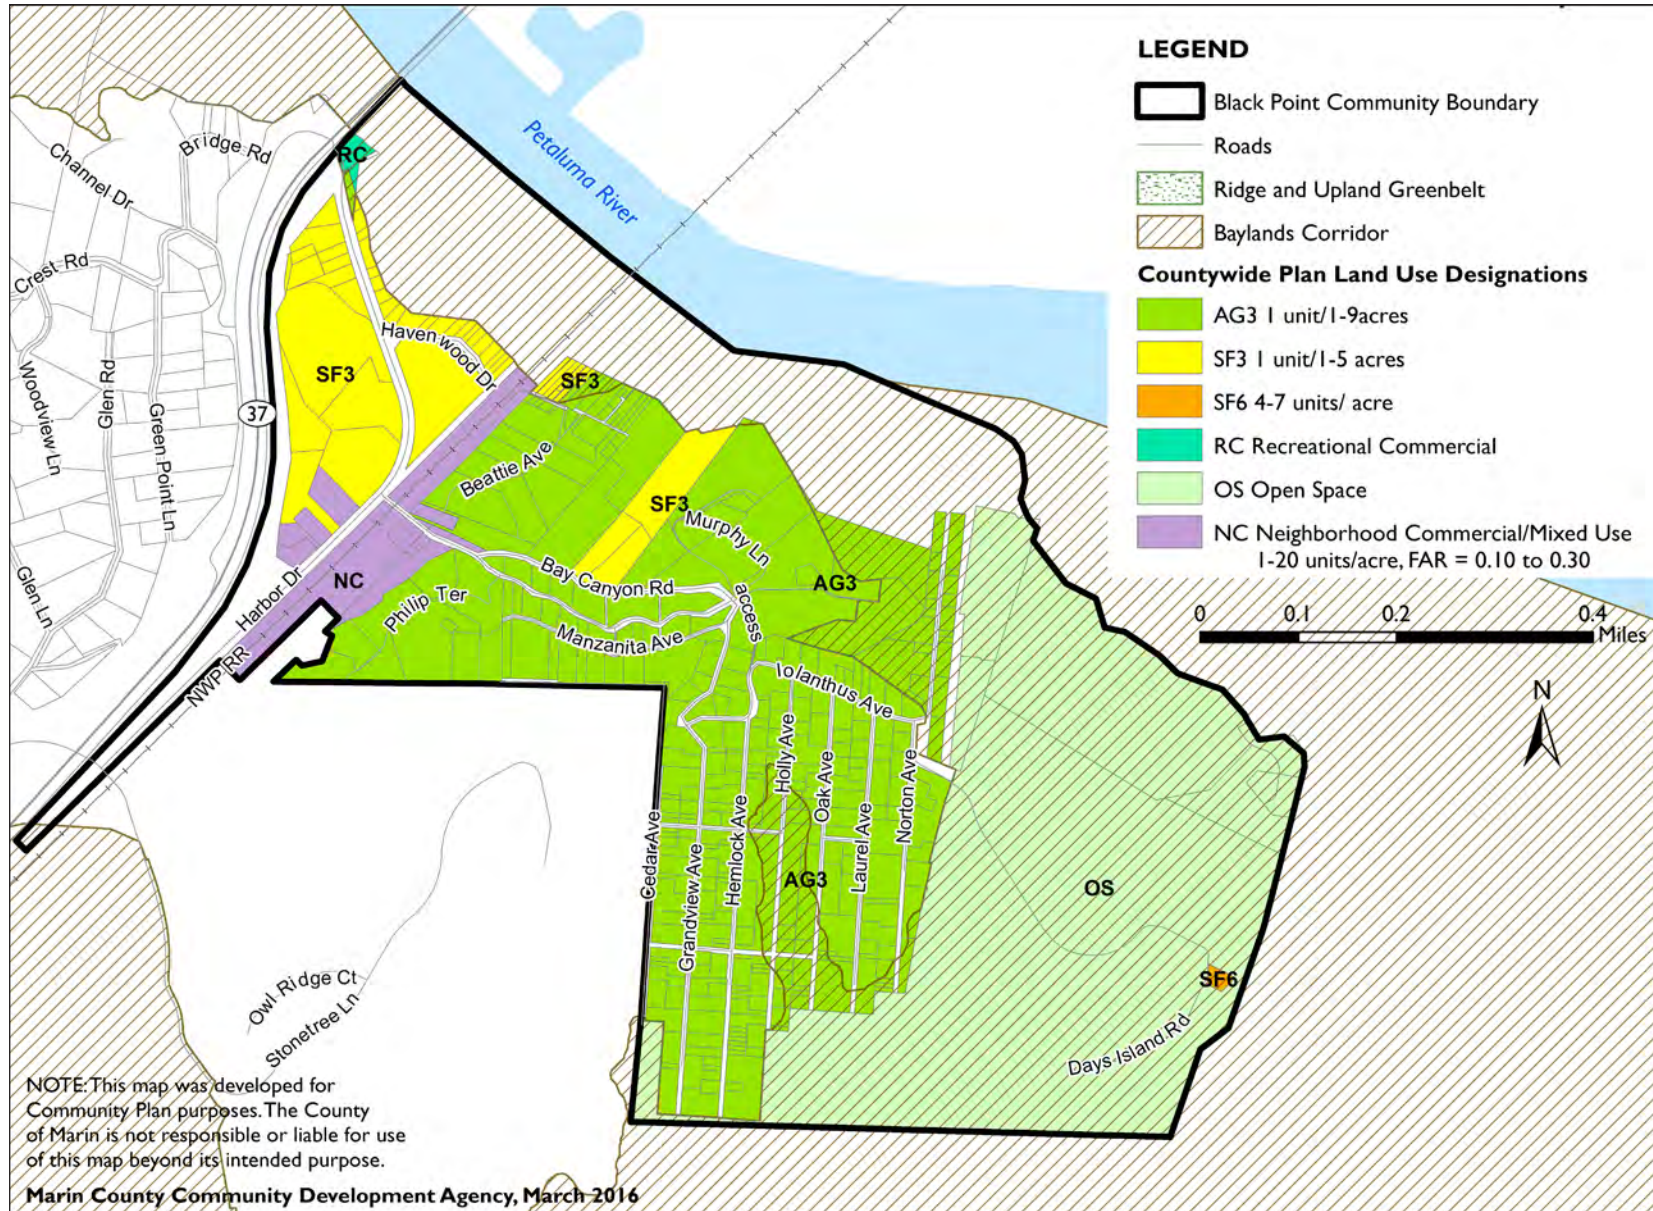 LEGEND
Black Point Community Boundary
Roads
Ridge and Upland Greenbelt
Baylands Corridor
Countywide Plan Land Use Designations
AG3 1 unit/1-9acres
SF3 1 unit/1-5 acres
SF6 4-7 units/ acre
RC Recreational Commercial
OS Open Space
NC Neighborhood Commercial/Mixed Use
1-20 units/acre, FAR = 0.10 to 0.30
0 0.1 0.2 0.4
Miles
N
Petaluma River
RC
Bridge Rd
Channel Dr
Crest Rd
Woodview Ln
Glen Rd
Green Point Ln
Glen Ln
37
SF3
Havenwood Dr
SF3
Beattie Ave
SF3
Murphy Ln
Bay Canyon Rd
access
AG3
NC
Harbor Dr
Philip Ter
Manzanita Ave
NWP RR
Iolanthus Ave
Holly Ave
Oak Ave
Norton Ave
Laurel Ave
Cedar Ave
Grandview Ave
Hemlock Ave
AG3
OS
SF6
Days Island Rd
Owl Ridge Ct
Stonetree Ln
NOTE: This map was developed for
Community Plan purposes. The County
of Marin is not responsible or liable for use
of this map beyond its intended purpose.
Marin County Community Development Agency, March 2016